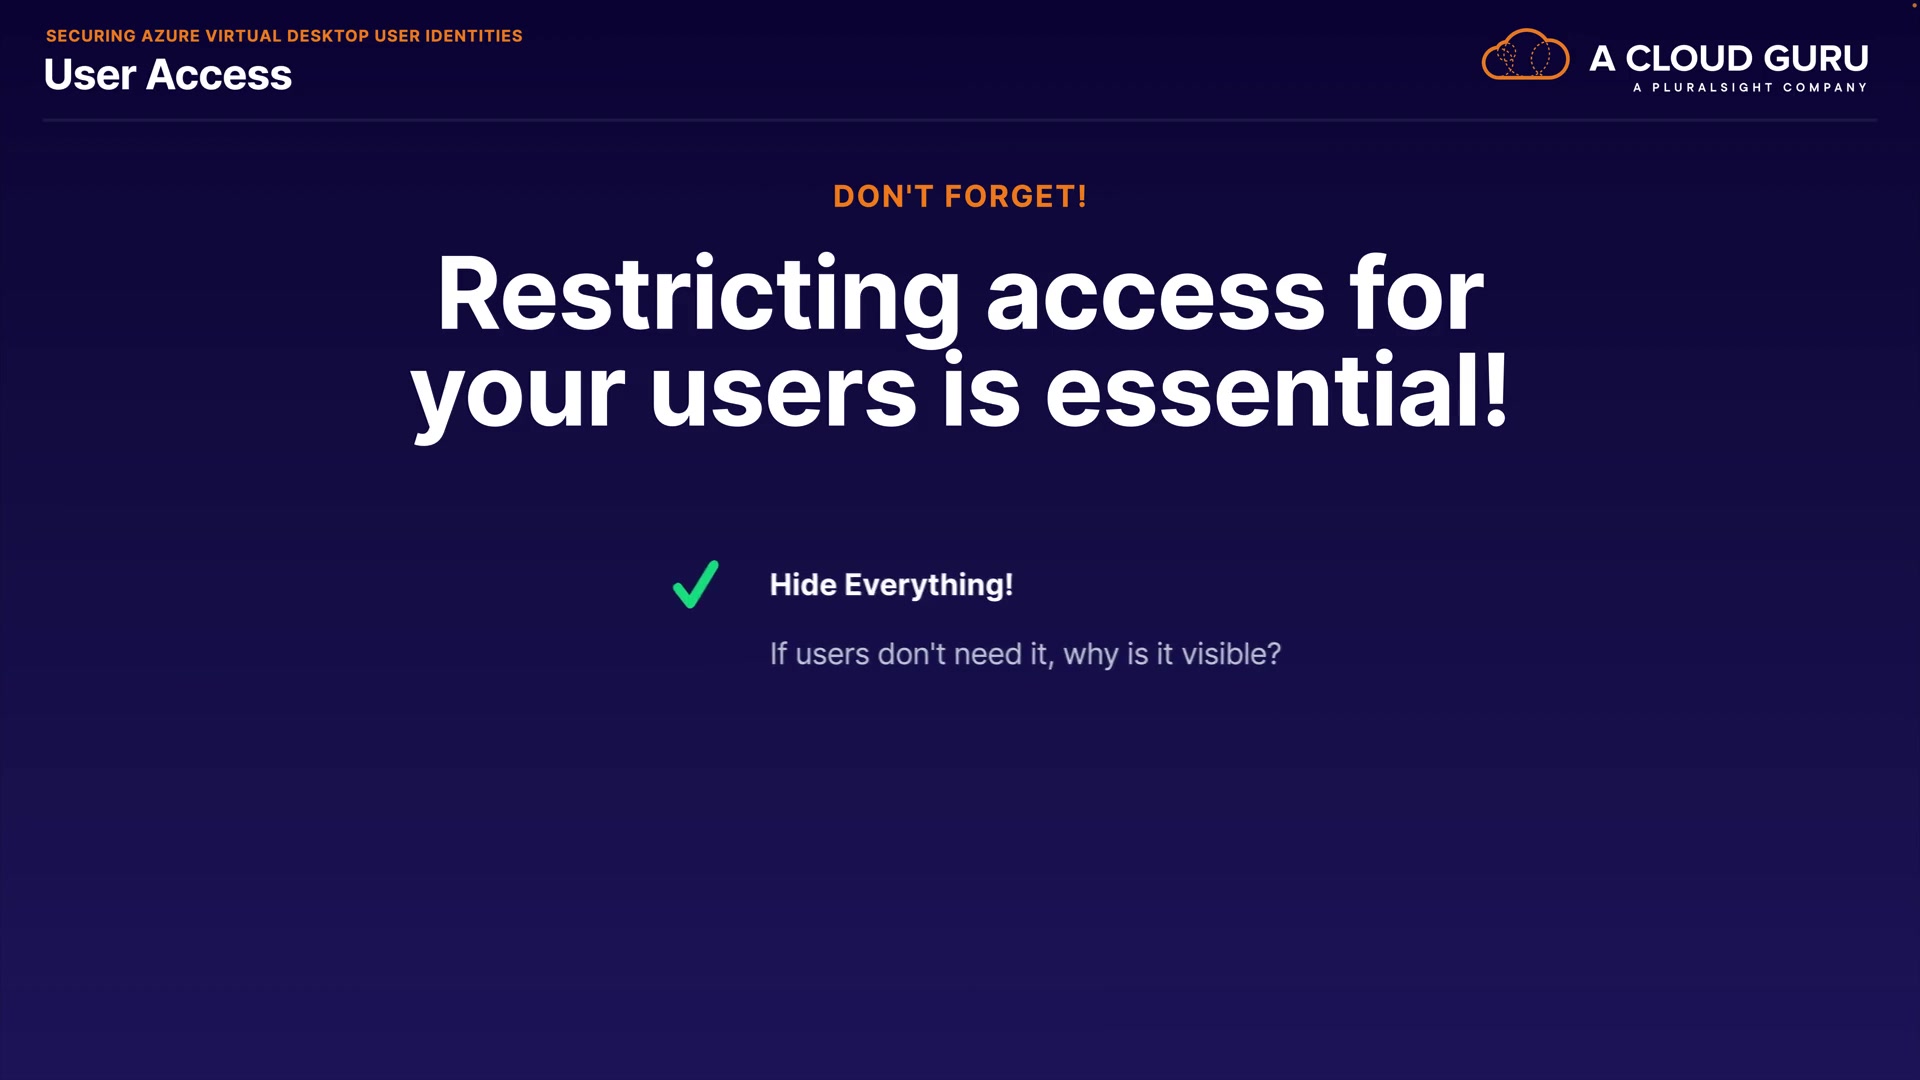 SECURING AZURE VIRTUAL DESKTOP USER IDENTITIES
User Access
A CLOUD GURU
A PLURALSIGHT COMPANY
DON'T FORGET!
Restricting access for
your users is essential!
Hide Everything!
If users don't need it, why is it visible?